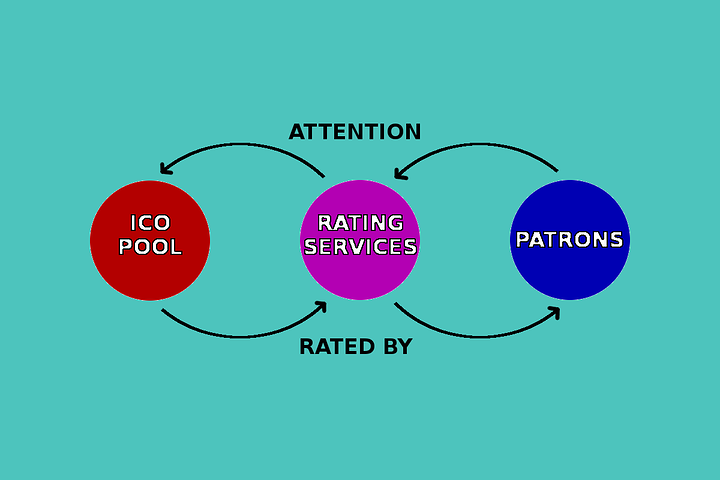 ATTENTION
ICO
POOL
RATING
SERVICES
PATRONS
RATED BY